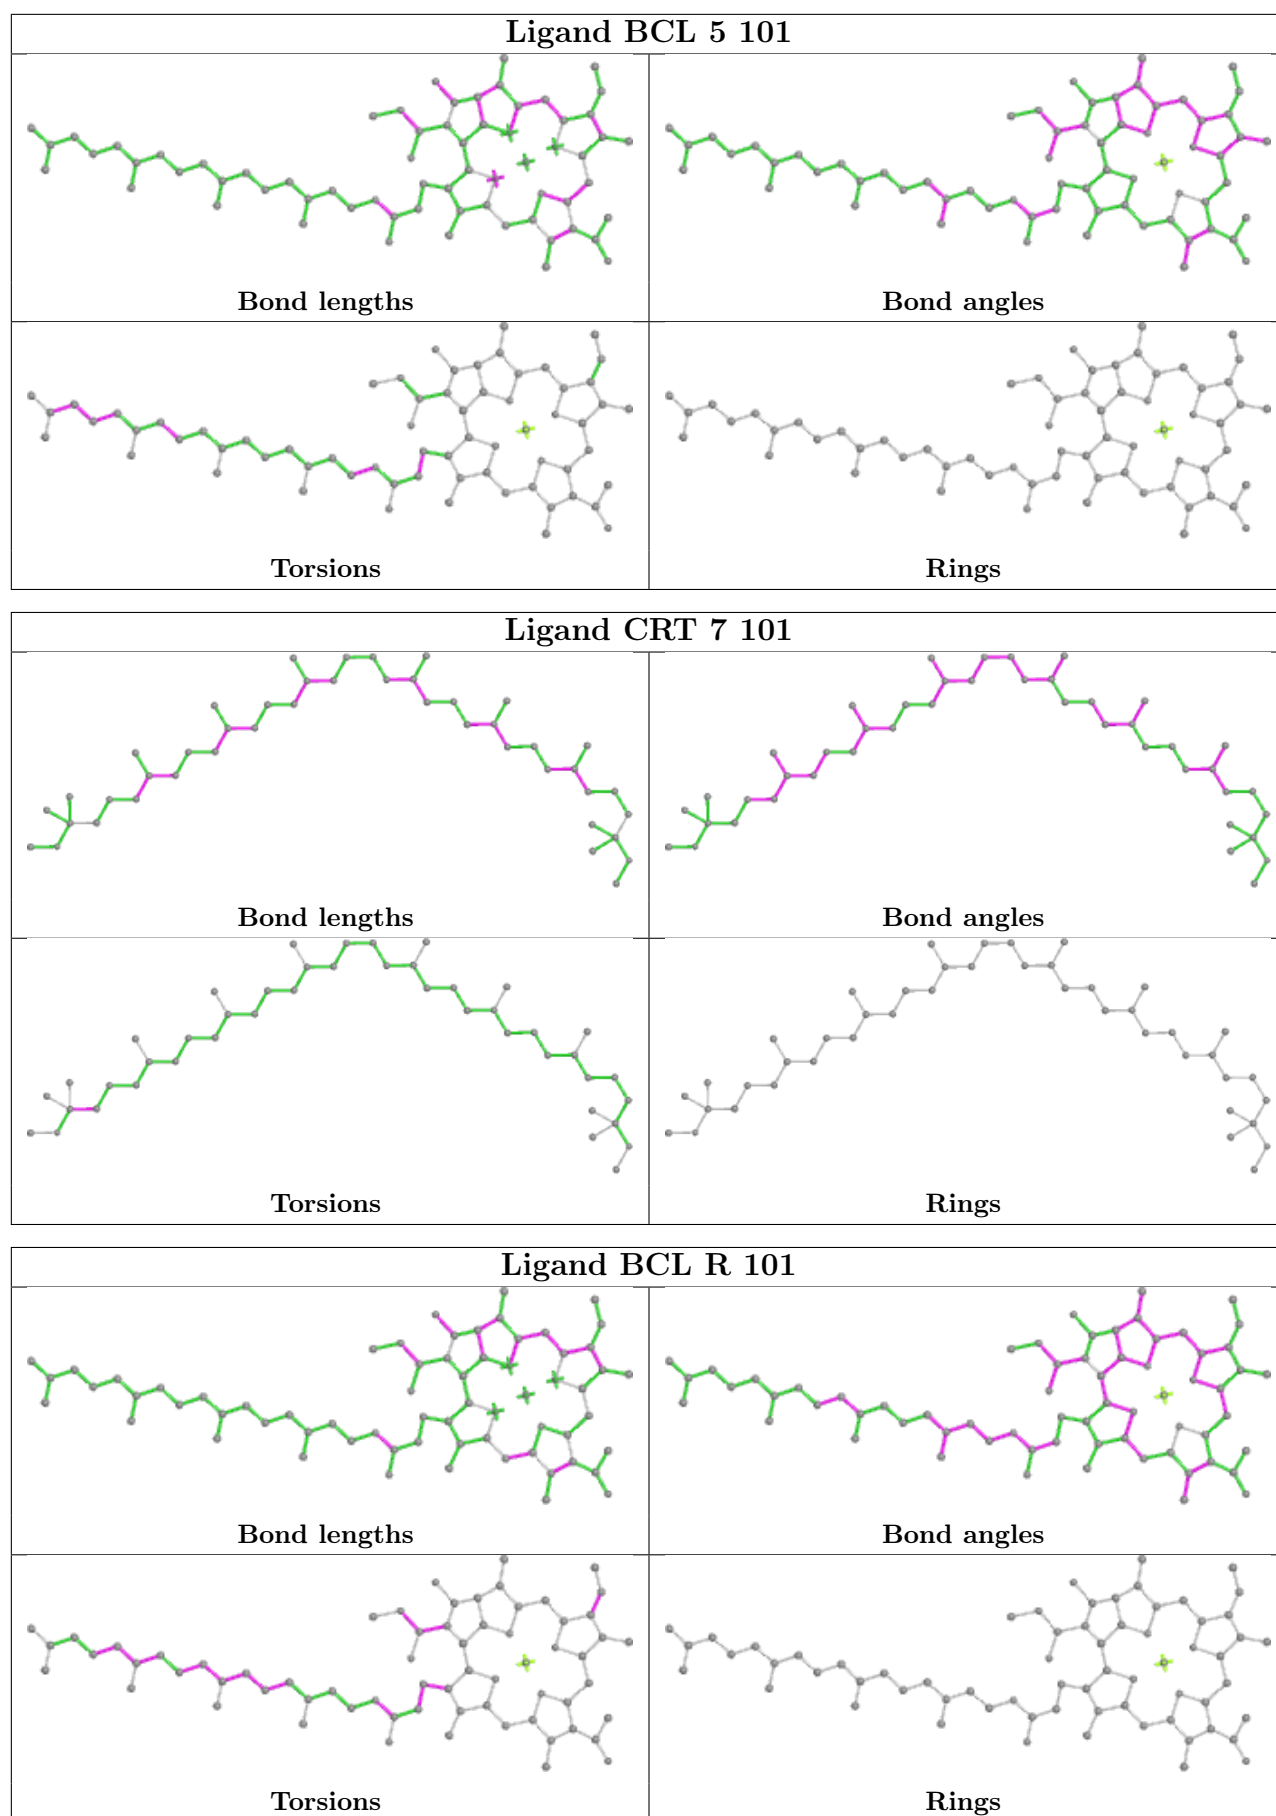 Ligand BCL 5 101
Bond lengths
Bond angles
Torsions
Rings
Ligand CRT 7 101
Bond lengths
Bond angles
Torsions
Rings
Ligand BCL R 101
Bond lengths
Bond angles
Torsions
Rings